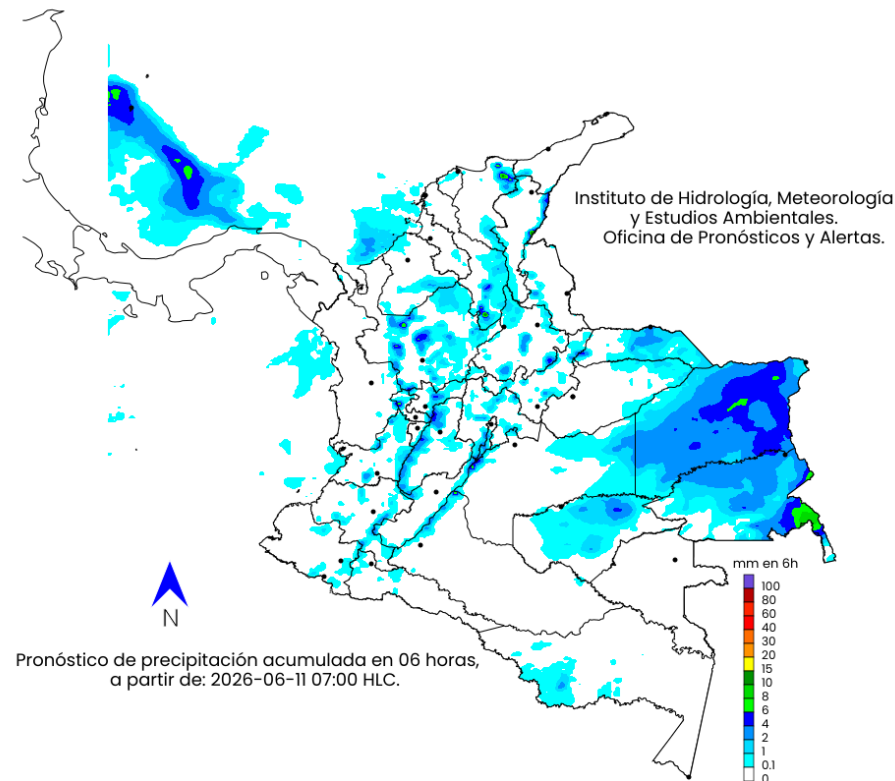 Instituto de Hidrología, Meteorología
y Estudios Ambientales.
Oficina de Pronósticos y Alertas.
N
Pronóstico de precipitación acumulada en 06 horas,
a partir de: 2026-06-11 07:00 HLC.
mm en 6h
100
80
60
40
30
20
15
10
8
6
4
2
1
0.1
0